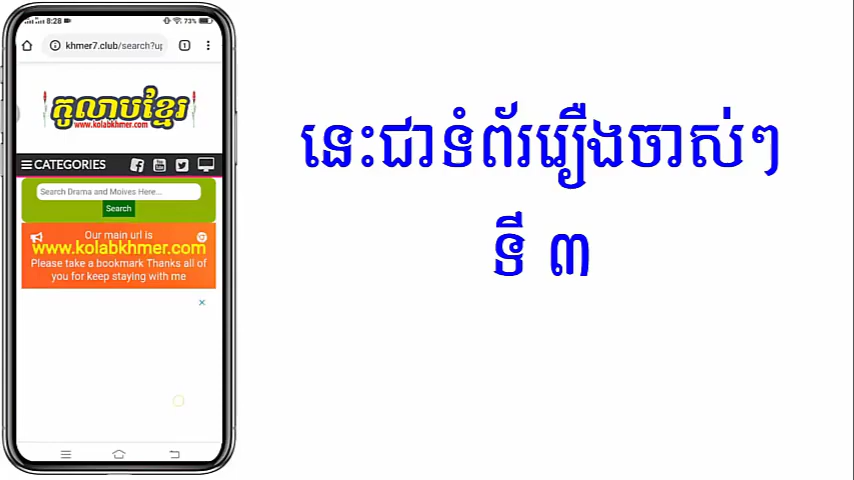 8:28
73%
khmer7.club/search?up
1
កូលាបខ្មែរ
www.kolabkhmer.com
CATEGORIES
Search Drama and Moives Here...
Search
Our main url is
www.kolabkhmer.com
Please take a bookmark Thanks all of
you for keep staying with me
នេះជាទំព័ររឿងចាស់ៗ
ទី ៣